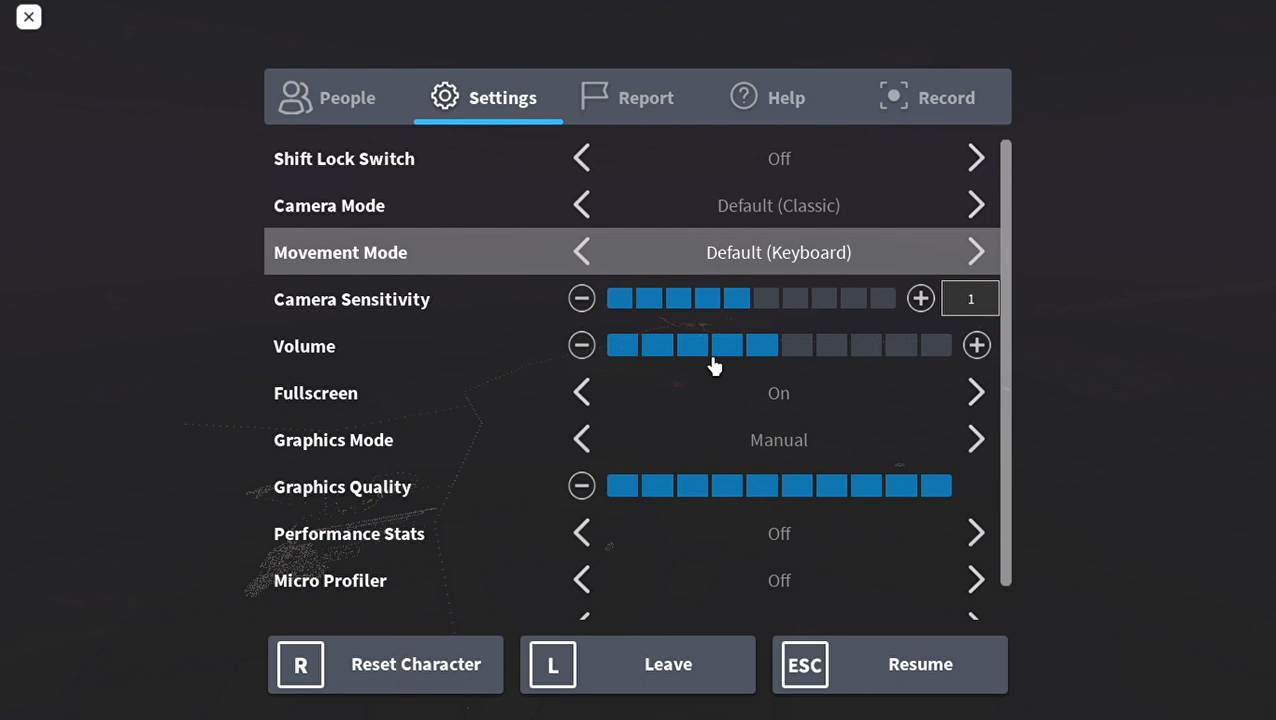 People Settings Report Help Record
Shift Lock Switch Off
Camera Mode Default (Classic)
Movement Mode Default (Keyboard)
Camera Sensitivity 1
Volume
Fullscreen On
Graphics Mode Manual
Graphics Quality
Performance Stats Off
Micro Profiler Off
R Reset Character L Leave ESC Resume